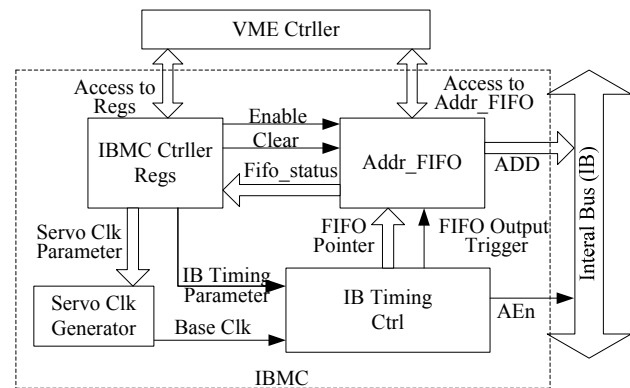 VME Ctrller
Access to
Regs
Access to
Addr_FIFO
Enable
Clear
Fifo_status
IBMC Ctrller
Regs
Addr_FIFO
ADD
Interal Bus (IB)
Servo Clk
Parameter
IB Timing
Parameter
FIFO
Pointer
FIFO Output
Trigger
Servo Clk
Generator
Base Clk
IB Timing
Ctrl
AEn
IBMC